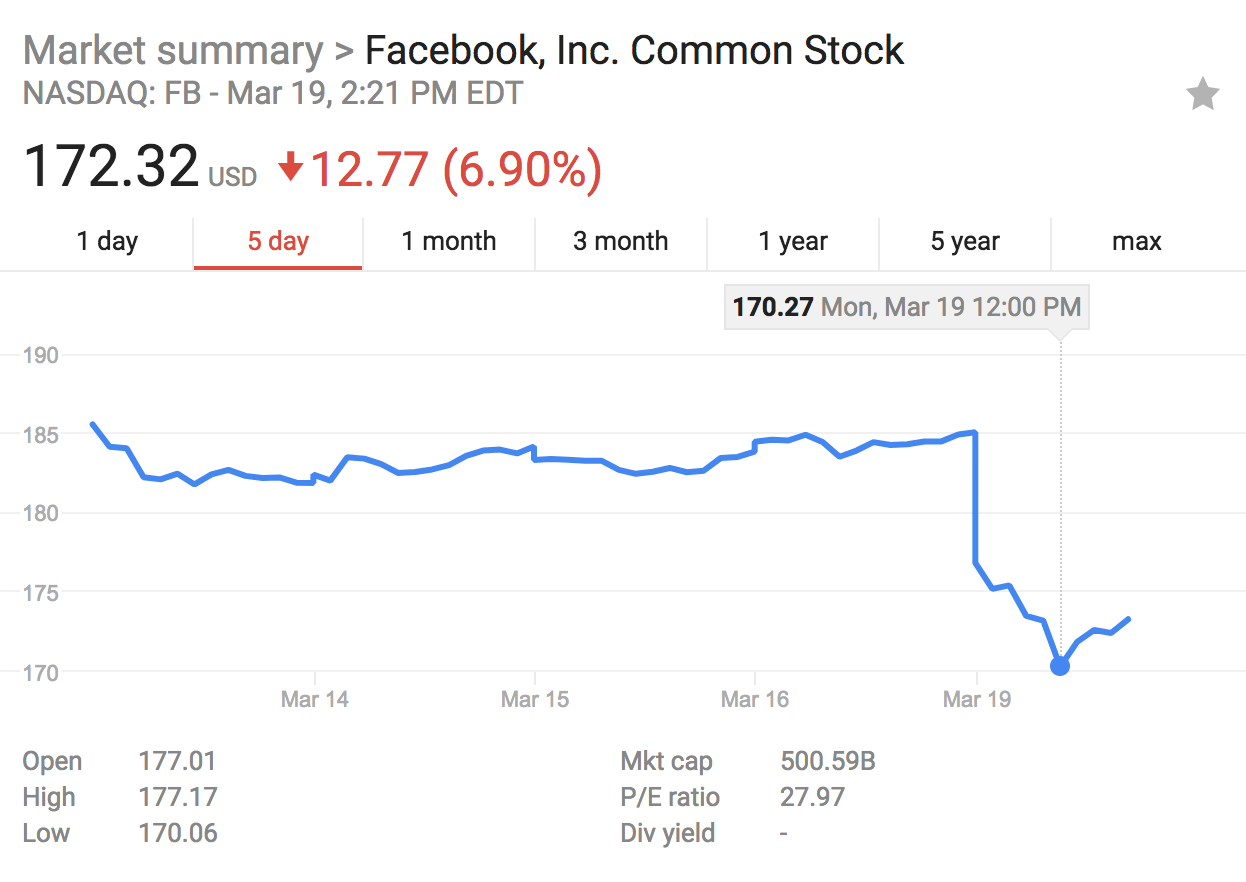 Market summary > Facebook, Inc. Common Stock
NASDAQ: FB - Mar 19, 2:21 PM EDT
172.32 USD 12.77 (6.90%)
1 day 5 day 1 month 3 month 1 year 5 year max
170.27 Mon, Mar 19 12:00 PM
190
185
180
175
170
Mar 14 Mar 15 Mar 16 Mar 19
Open 177.01 Mkt cap 500.59B
High 177.17 P/E ratio 27.97
Low 170.06 Div yield -